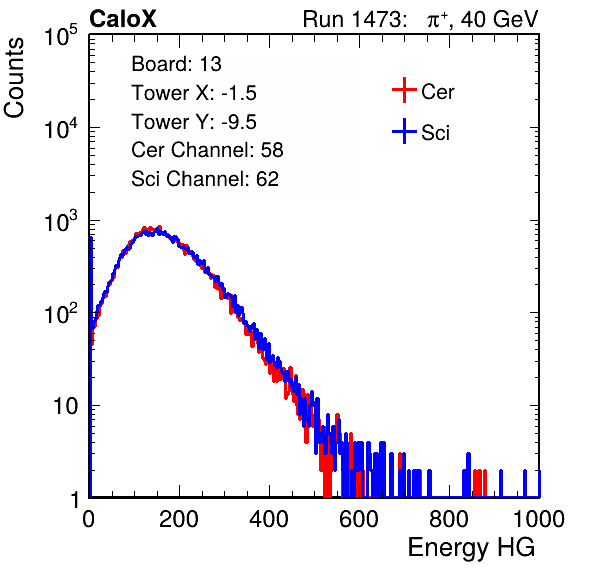 CaloX Run 1473: π⁺, 40 GeV
Counts
Board: 13
Tower X: -1.5
Tower Y: -9.5
Cer Channel: 58
Sci Channel: 62
Cer
Sci
10⁵
10⁴
10³
10²
10
1
0 200 400 600 800 1000
Energy HG